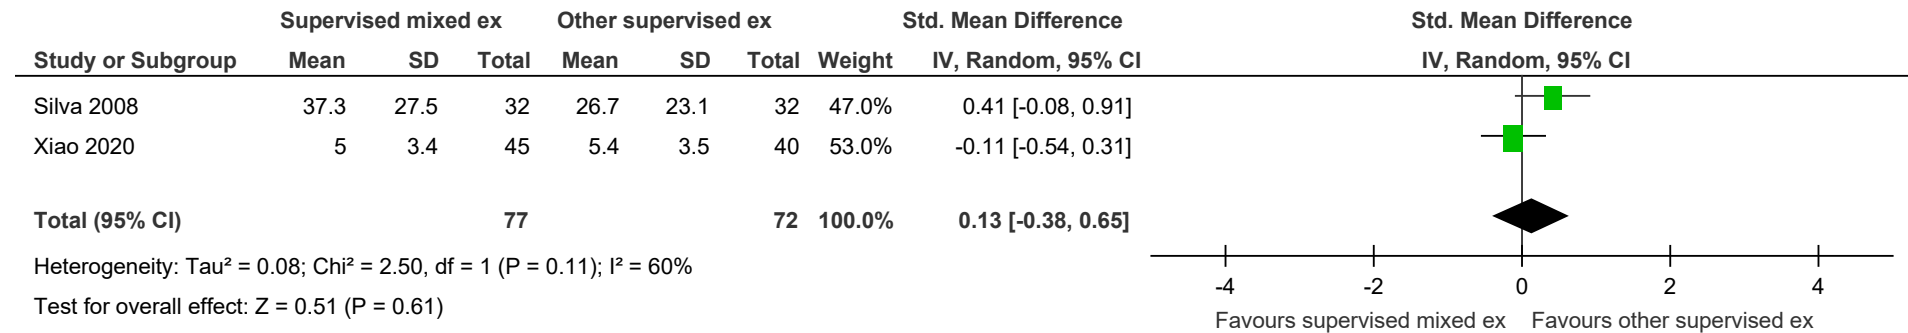 Supervised mixed ex Other supervised ex Std. Mean Difference Std. Mean Difference
Study or Subgroup Mean SD Total Mean SD Total Weight IV, Random, 95% CI IV, Random, 95% CI
Silva 2008 37.3 27.5 32 26.7 23.1 32 47.0% 0.41 [-0.08, 0.91]
Xiao 2020 5 3.4 45 5.4 3.5 40 53.0% -0.11 [-0.54, 0.31]
Total (95% CI) 77 72 100.0% 0.13 [-0.38, 0.65]
Heterogeneity: Tau² = 0.08; Chi² = 2.50, df = 1 (P = 0.11); I² = 60%
Test for overall effect: Z = 0.51 (P = 0.61)
-4 -2 0 2 4
Favours supervised mixed ex Favours other supervised ex